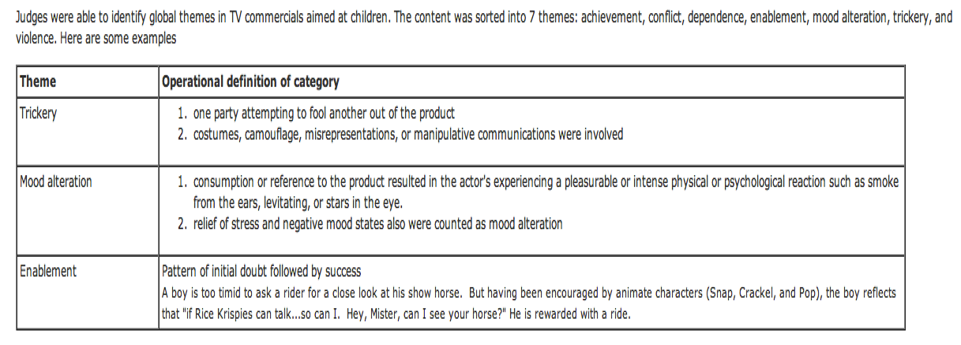 Judges were able to identify global themes in TV commercials aimed at children. The content was sorted into 7 themes: achievement, conflict, dependence, enablement, mood alteration, trickery, and
violence. Here are some examples
Theme
Operational definition of category
Trickery
1. one party attempting to fool another out of the product
2. costumes, camouflage, misrepresentations, or manipulative communications were involved
Mood alteration
1. consumption or reference to the product resulted in the actor's experiencing a pleasurable or intense physical or psychological reaction such as smoke
from the ears, levitating, or stars in the eye.
2. relief of stress and negative mood states also were counted as mood alteration
Enablement
Pattern of initial doubt followed by success
A boy is too timid to ask a rider for a close look at his show horse. But having been encouraged by animate characters (Snap, Crackel, and Pop), the boy reflects
that "if Rice Krispies can talk...so can I. Hey, Mister, can I see your horse?" He is rewarded with a ride.